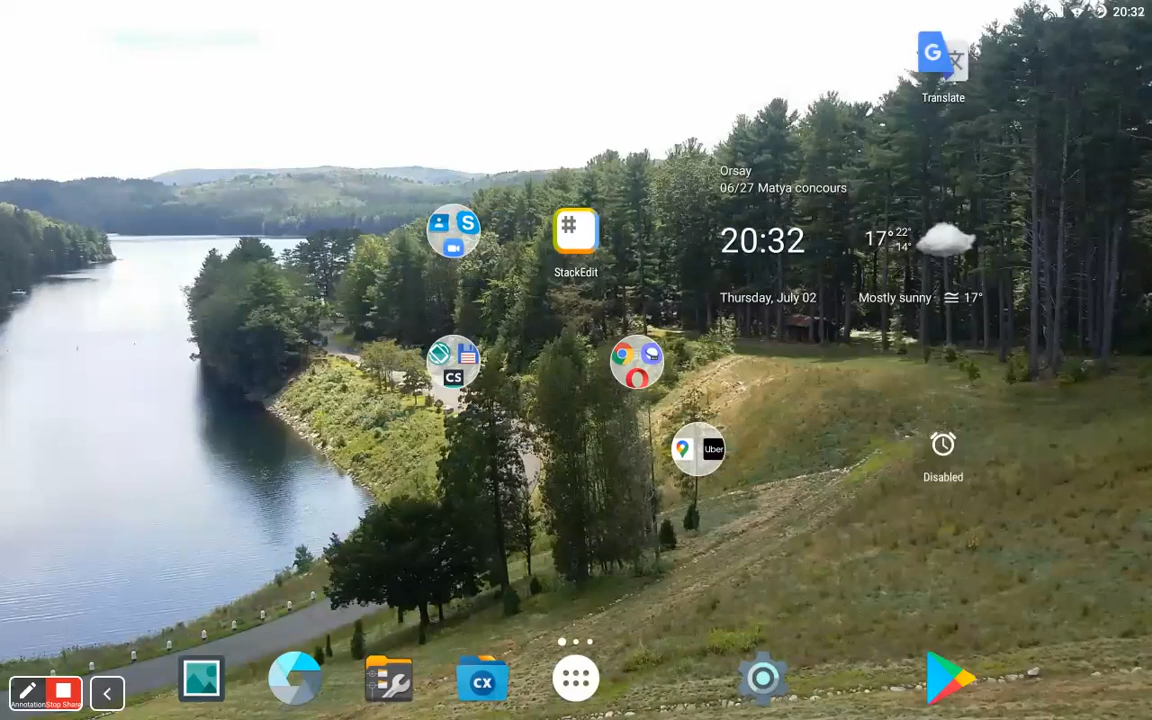 20:32
G 文
Translate
Orsay
06/27 Matya concours
S
#
StackEdit
20:32
17° 22°
14°
Thursday, July 02
Mostly sunny 17°
CS
Uber
Disabled
cx
Annotation Stop Share